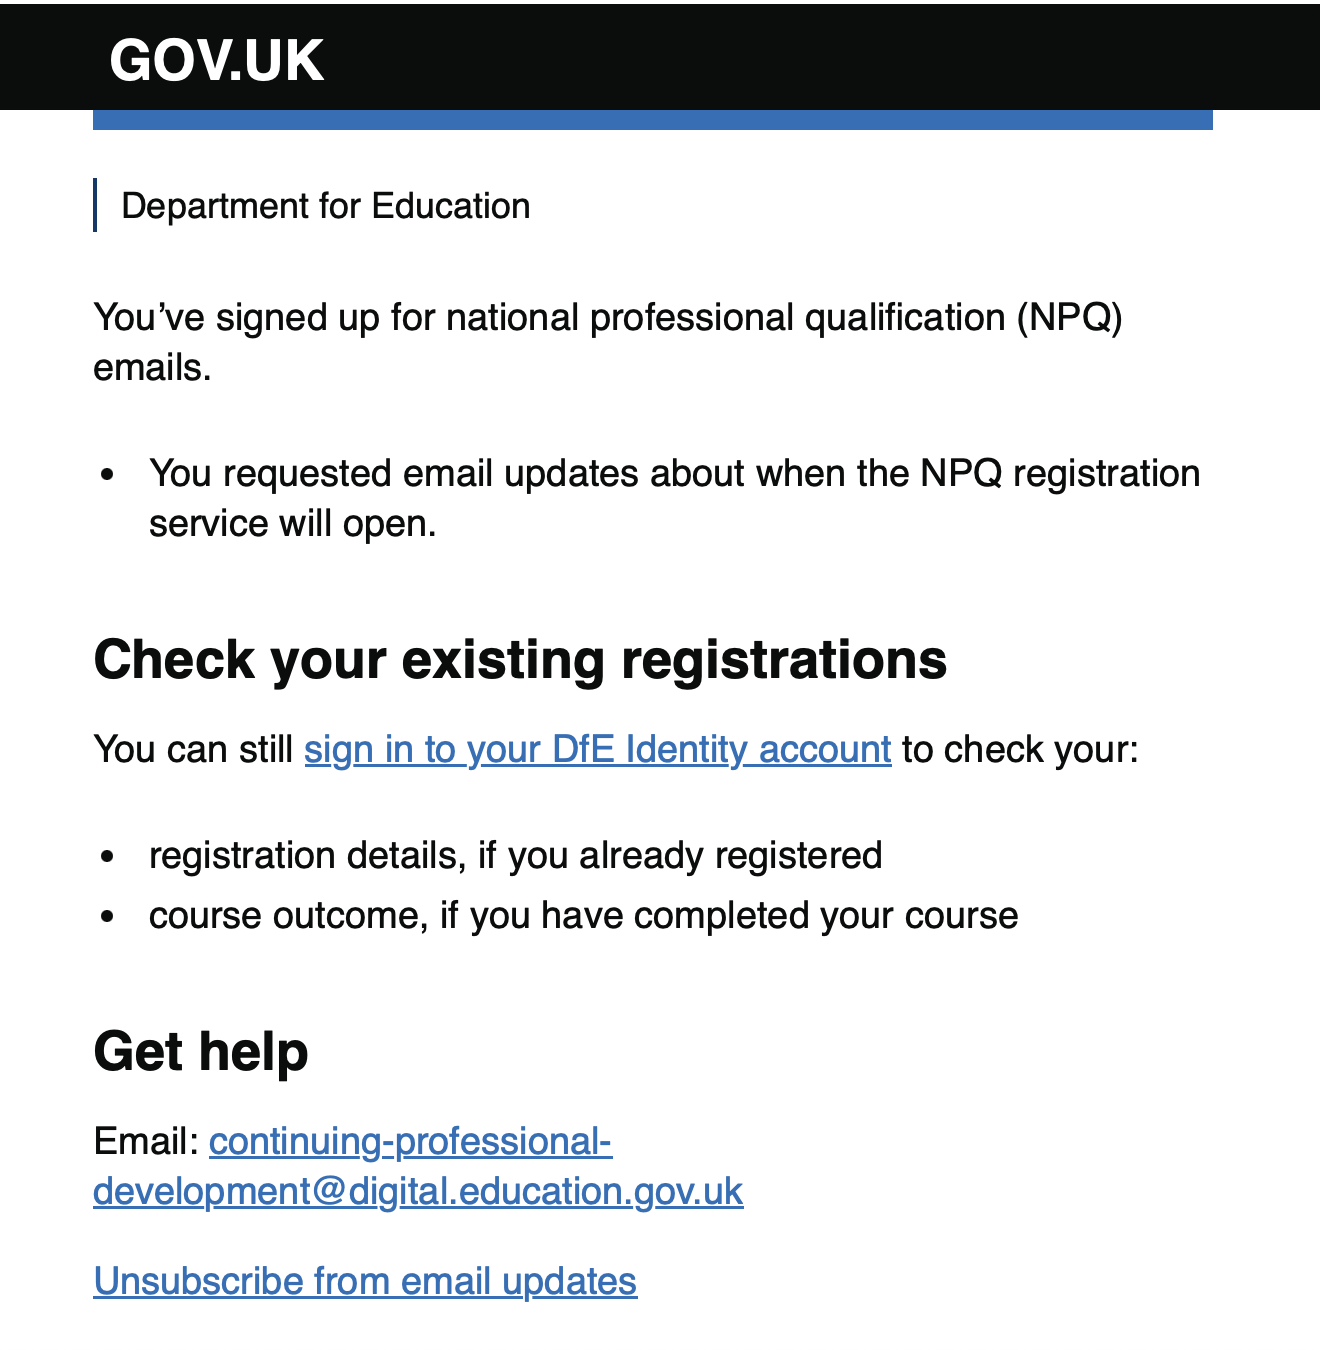 GOV.UK
Department for Education
You’ve signed up for national professional qualification (NPQ)
emails.
• You requested email updates about when the NPQ registration
service will open.
Check your existing registrations
You can still sign in to your DfE Identity account to check your:
• registration details, if you already registered
• course outcome, if you have completed your course
Get help
Email: continuing-professional-
development@digital.education.gov.uk
Unsubscribe from email updates